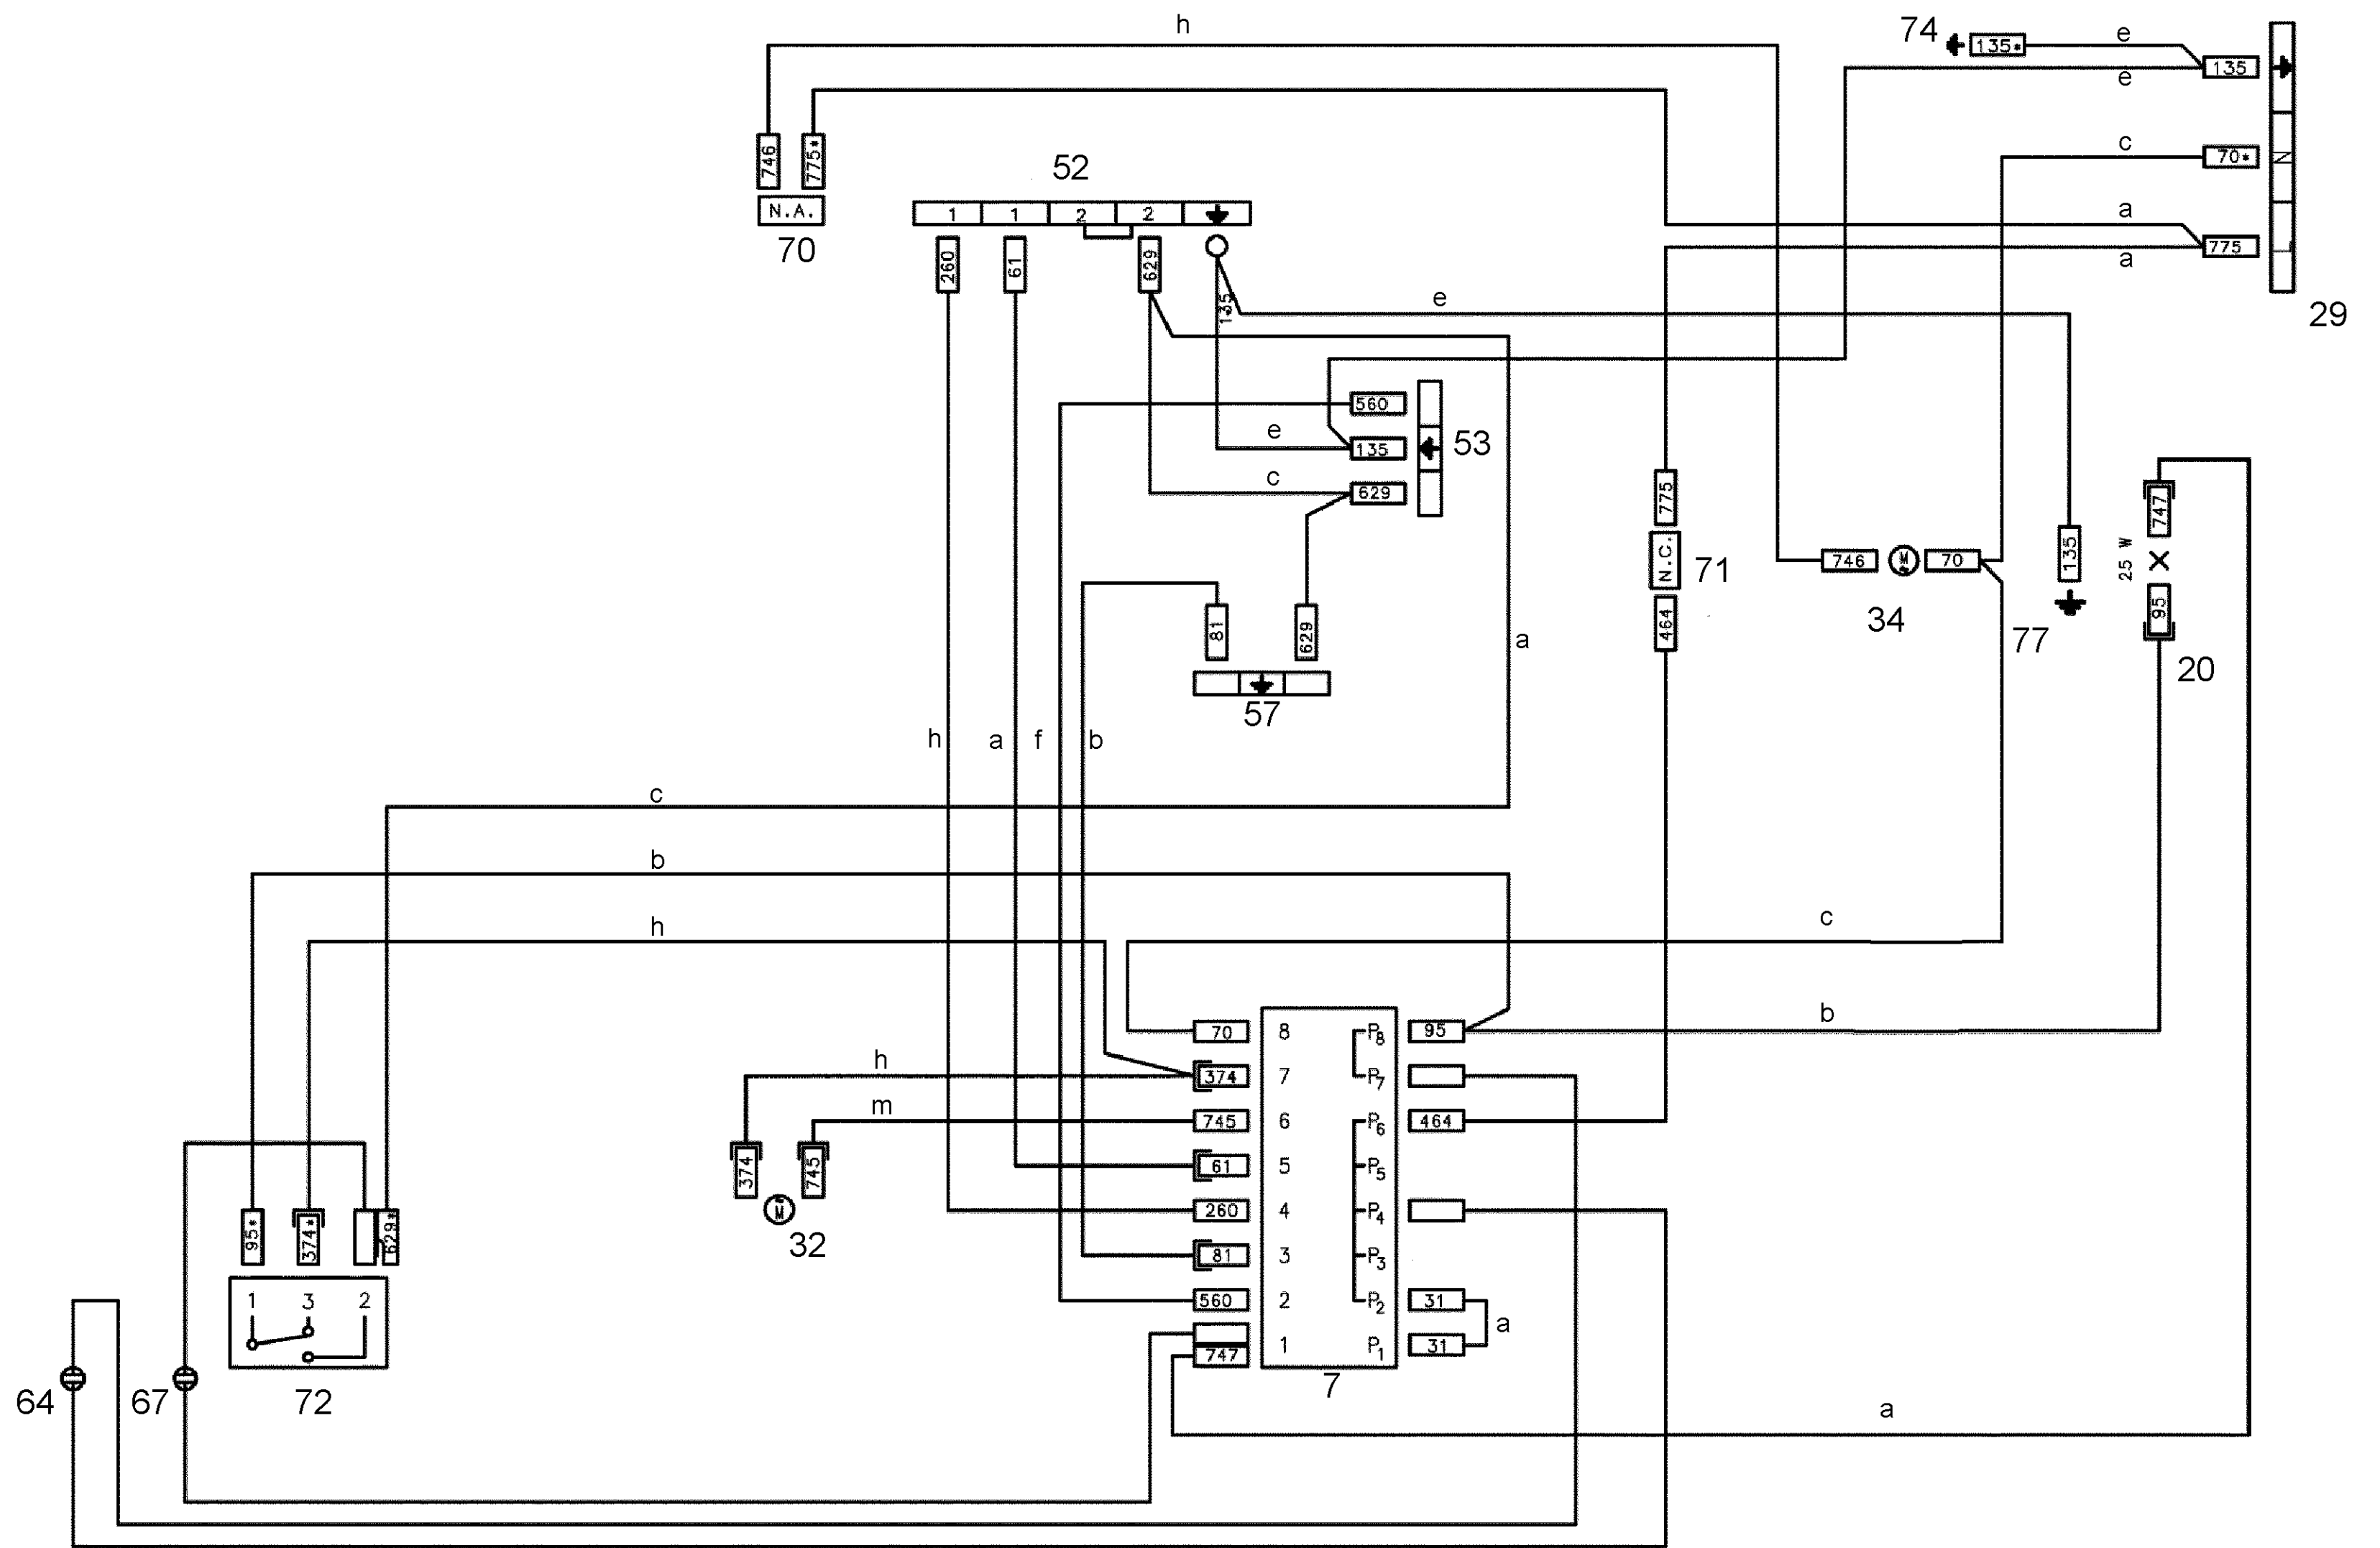 h
74
135*
e
135
e
746
775*
52
c
70*
N
N.A.
1 1 2 2
a
70
260
61
629
775
L
a
135
e
29
560
e
135
53
c
629
775
747
N.C.
71
746
M
70
135
25 W
81
629
464
34
77
95
20
a
57
h
a
f
b
c
b
h
c
70
8
P8
95
b
h
374
7
P7
m
745
6
P6
464
374
745
61
5
P5
95*
374*
629*
M
260
4
P4
32
81
3
P3
1 3 2
560
2
P2
31
a
1
P1
31
747
64
67
72
7
a